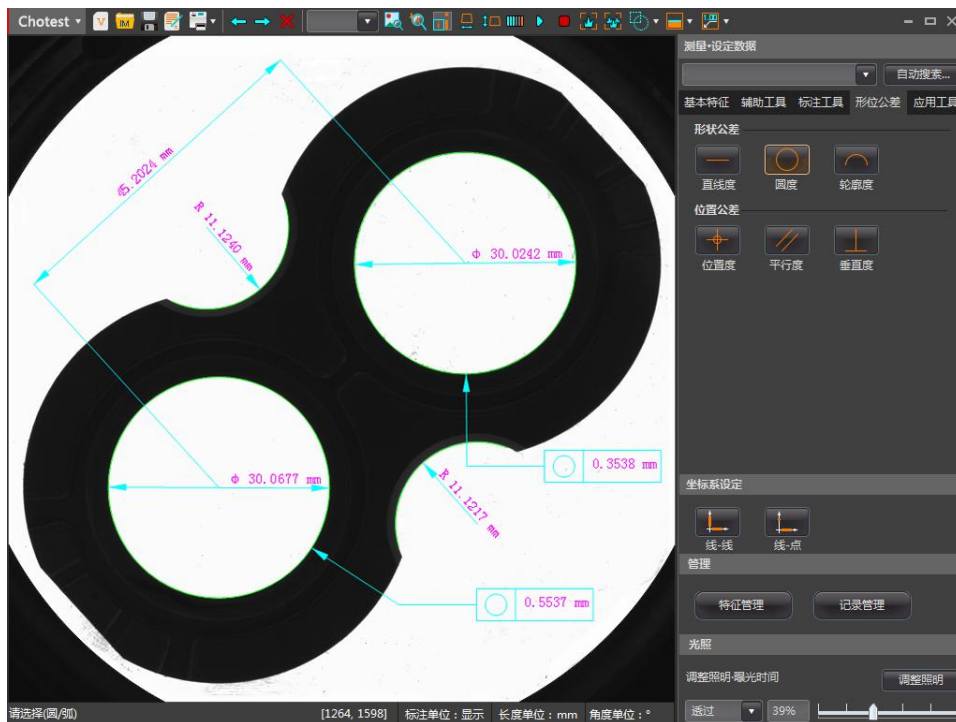 Chotest
测量·设定数据
自动搜索...
基本特征 辅助工具 标注工具 形位公差 应用工具
形状公差
直线度 圆度 轮廓度
位置公差
位置度 平行度 垂直度
45.2024 mm
R 11.1240 mm
Φ 30.0242 mm
0.3538 mm
Φ 30.0677 mm
R 11.1217 mm
0.5537 mm
坐标系设定
线-线 线-点
管理
特征管理 记录管理
光照
调整照明·曝光时间 调整照明
透过 39%
请选择(圆/弧) [1264, 1598] 标注单位：显示 长度单位：mm 角度单位：°